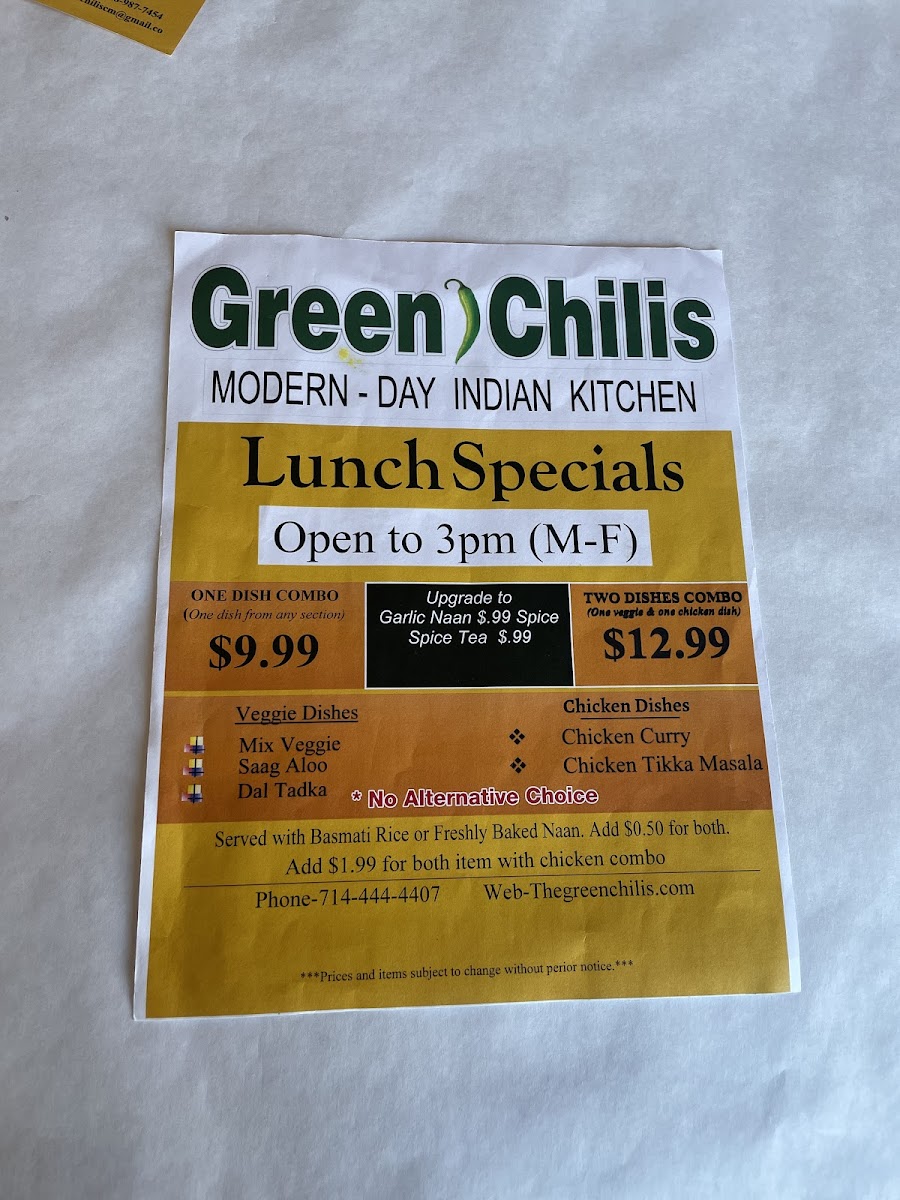 -987-7454
chiliscm@gmail.co
Green Chilis
MODERN - DAY INDIAN KITCHEN
Lunch Specials
Open to 3pm (M-F)
ONE DISH COMBO
(One dish from any section)
$9.99
Upgrade to
Garlic Naan $.99 Spice
Spice Tea $.99
TWO DISHES COMBO
(One veggie & one chicken dish)
$12.99
Veggie Dishes
Mix Veggie
Saag Aloo
Dal Tadka
Chicken Dishes
Chicken Curry
Chicken Tikka Masala
* No Alternative Choice
Served with Basmati Rice or Freshly Baked Naan. Add $0.50 for both.
Add $1.99 for both item with chicken combo
Phone-714-444-4407 Web-Thegreenchilis.com
***Prices and items subject to change without perior notice.***